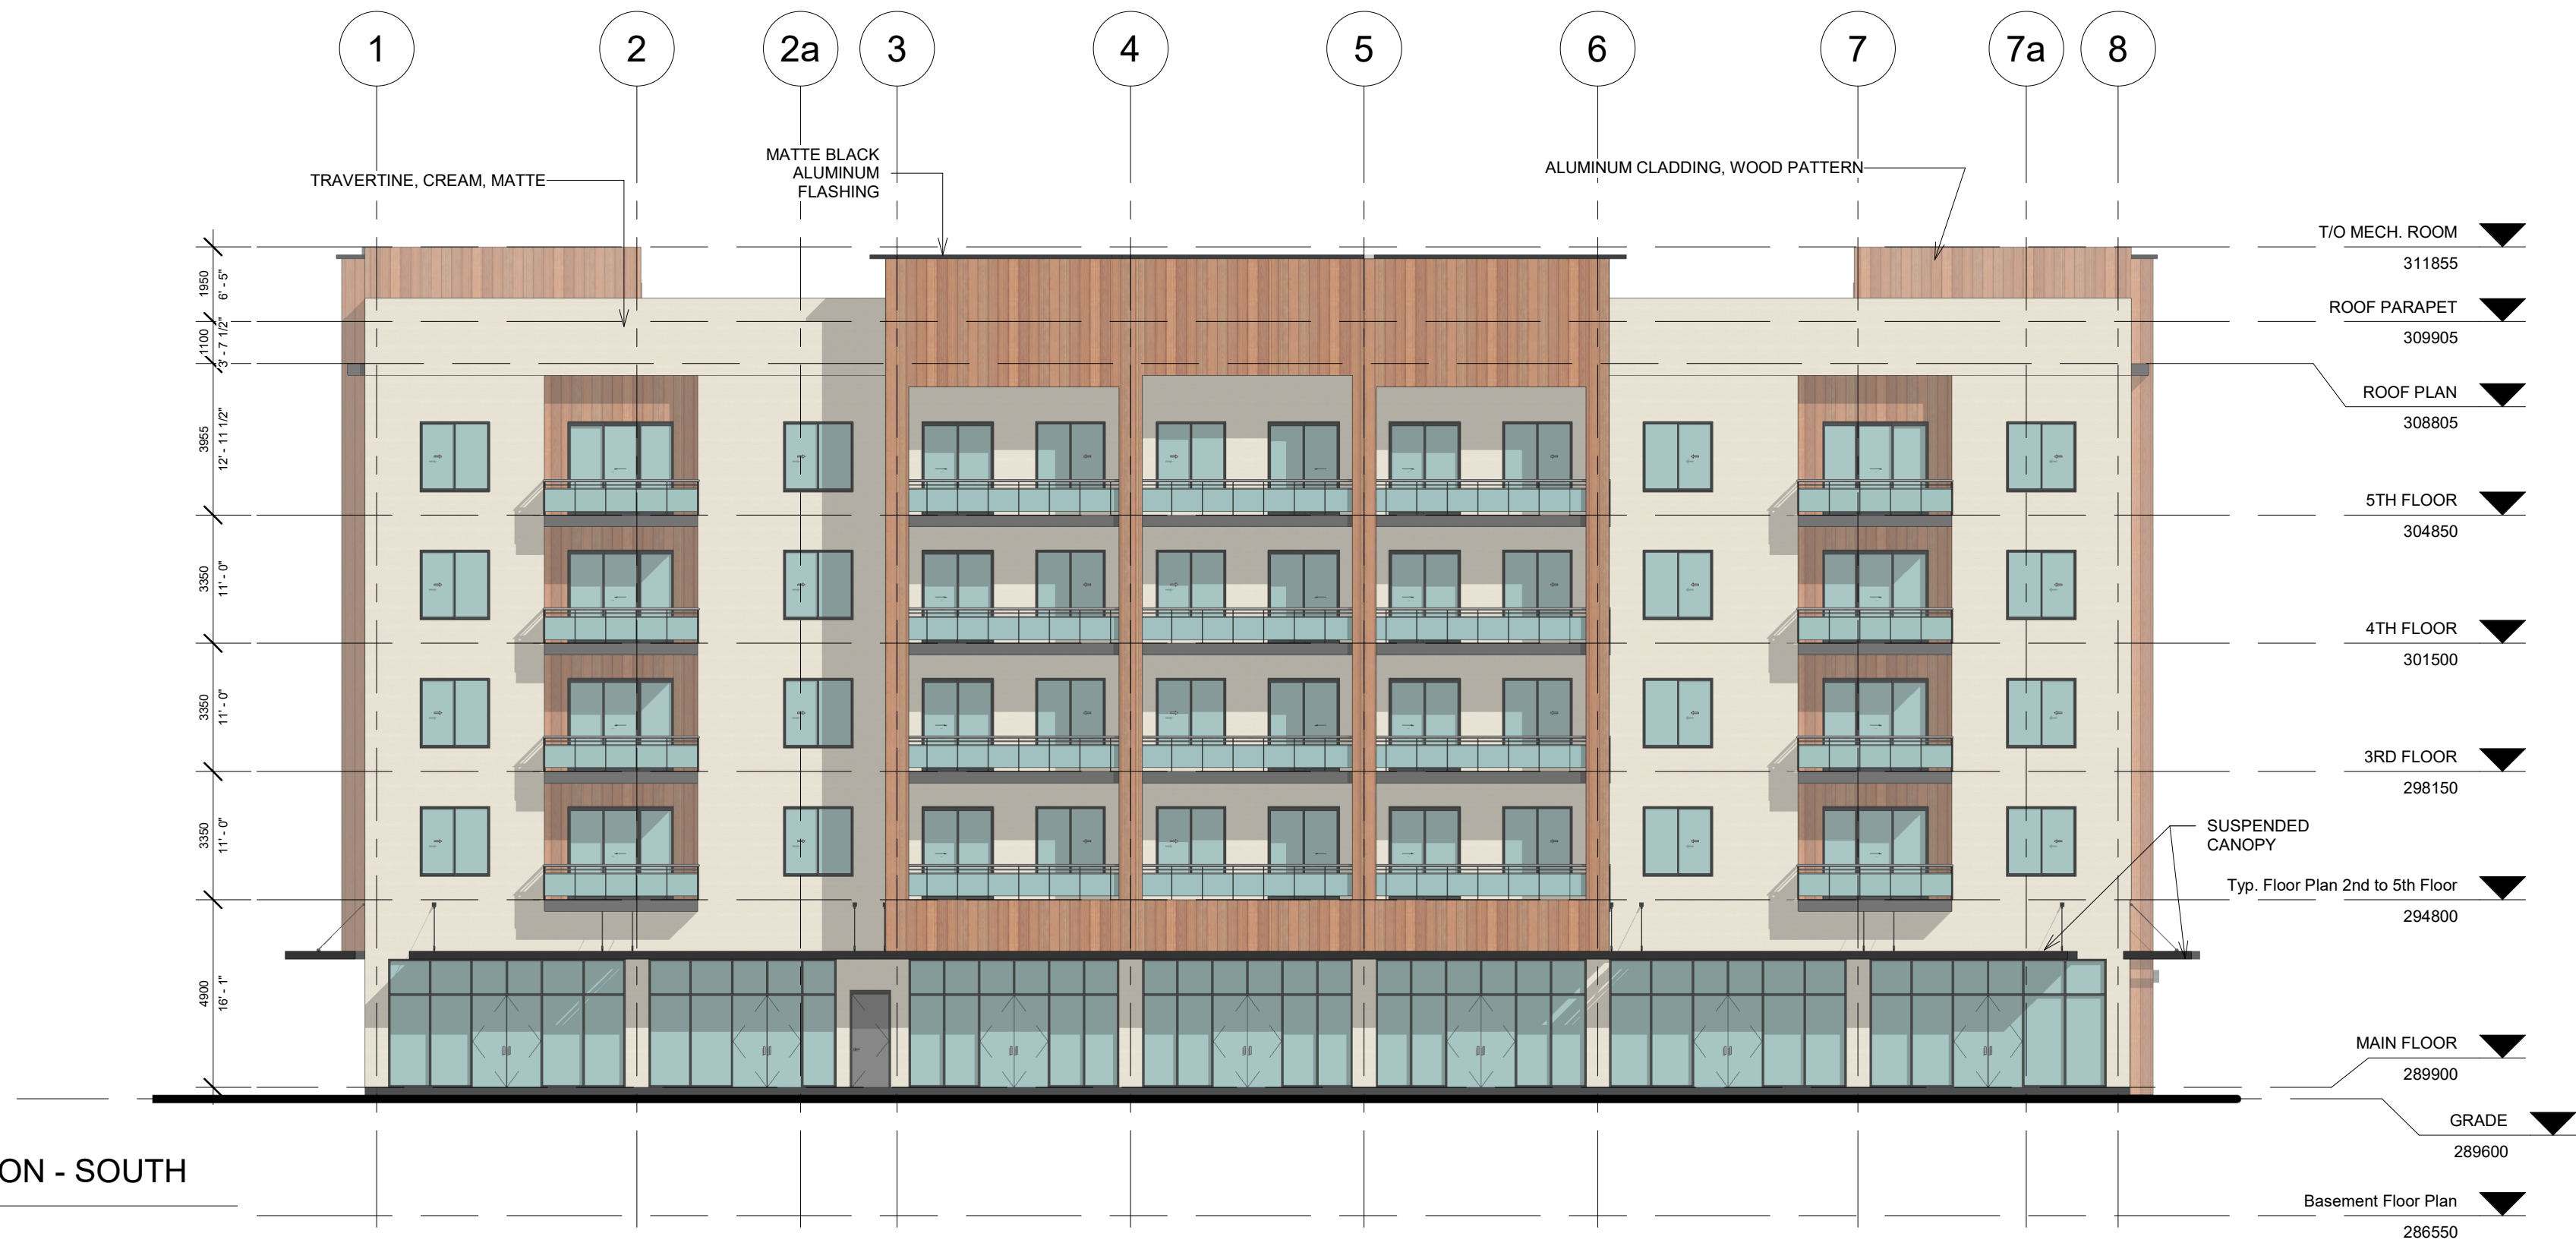 1 2 2a 3 4 5 6 7 7a 8
MATTE BLACK
ALUMINUM
FLASHING
TRAVERTINE, CREAM, MATTE
ALUMINUM CLADDING, WOOD PATTERN
T/O MECH. ROOM
311855
ROOF PARAPET
309905
ROOF PLAN
308805
5TH FLOOR
304850
4TH FLOOR
301500
3RD FLOOR
298150
SUSPENDED
CANOPY
Typ. Floor Plan 2nd to 5th Floor
294800
MAIN FLOOR
289900
GRADE
289600
Basement Floor Plan
286550
1950
6' - 5"
1100
3' - 7 1/2"
3955
12' - 11 1/2"
3350
11' - 0"
3350
11' - 0"
3350
11' - 0"
4900
16' - 1"
ON - SOUTH